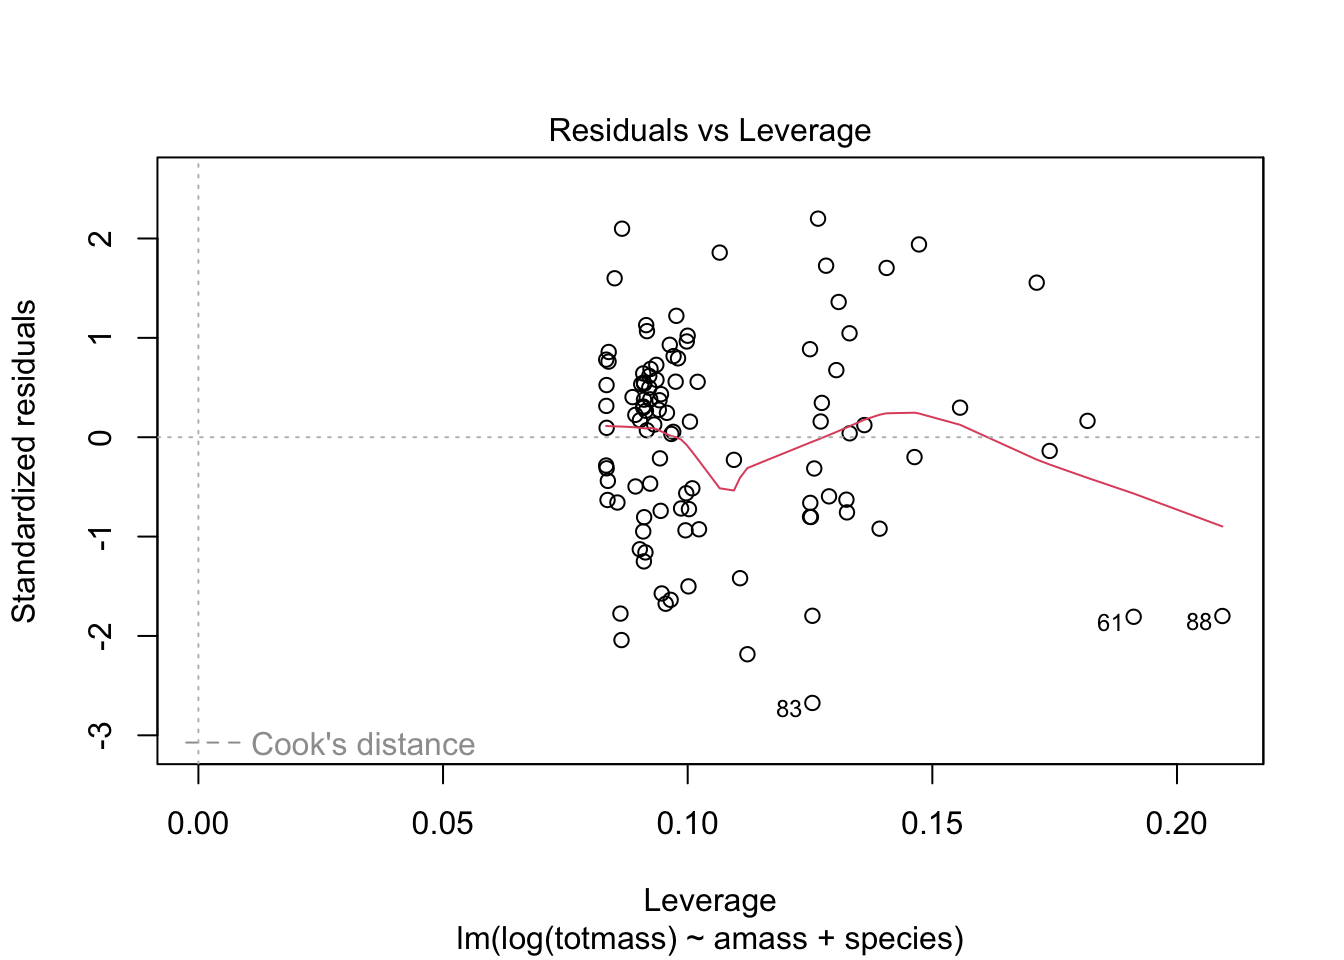 Residuals vs Leverage
Standardized residuals
2
1
0
-1
-2
-3
61
88
83
Cook's distance
0.00 0.05 0.10 0.15 0.20
Leverage
lm(log(totmass) ~ amass + species)